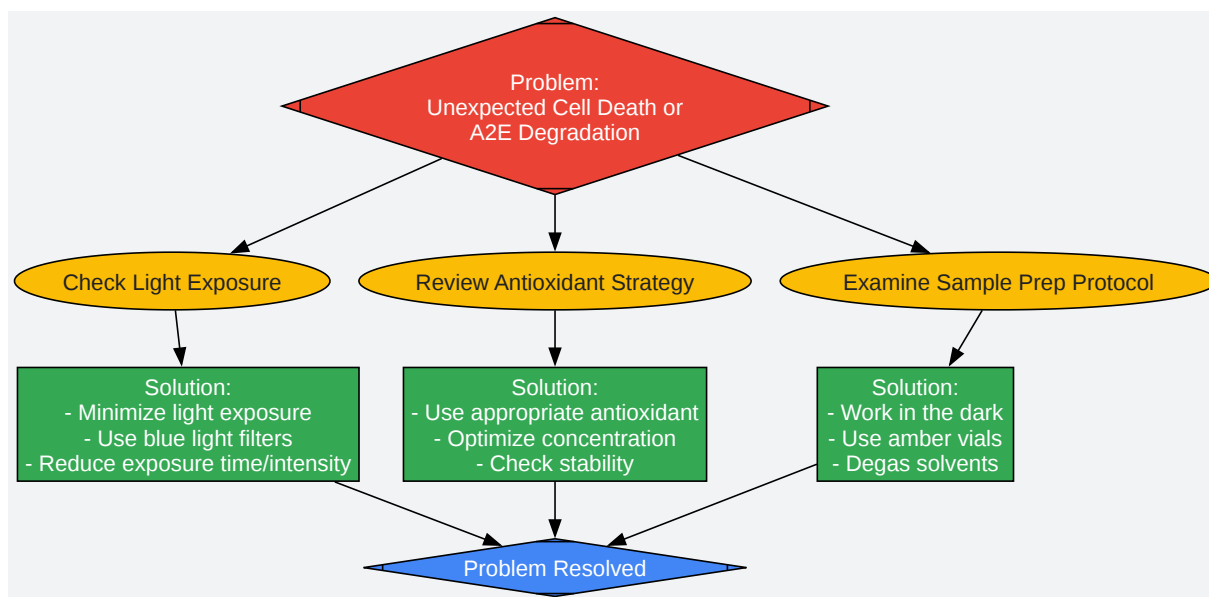 Problem:
Unexpected Cell Death or
A2E Degradation
Check Light Exposure
Review Antioxidant Strategy
Examine Sample Prep Protocol
Solution:
- Minimize light exposure
- Use blue light filters
- Reduce exposure time/intensity
Solution:
- Use appropriate antioxidant
- Optimize concentration
- Check stability
Solution:
- Work in the dark
- Use amber vials
- Degas solvents
Problem Resolved